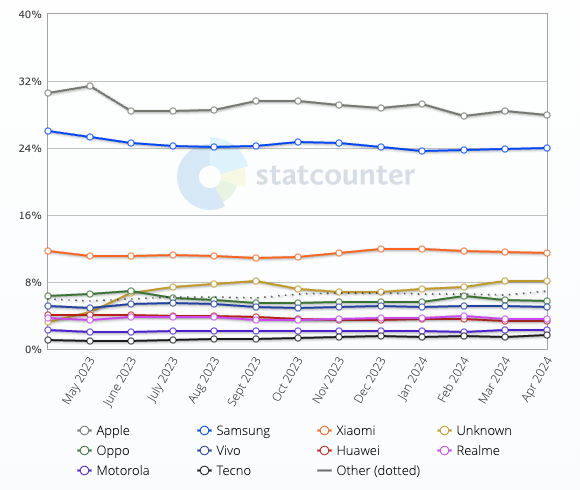 40%
32%
24%
statcounter
16%
8%
0%
May 2023 June 2023 July 2023 Aug 2023 Sept 2023 Oct 2023 Nov 2023 Dec 2023 Jan 2024 Feb 2024 Mar 2024 Apr 2024
Apple Samsung Xiaomi Unknown
Oppo Vivo Huawei Realme
Motorola Tecno Other (dotted)